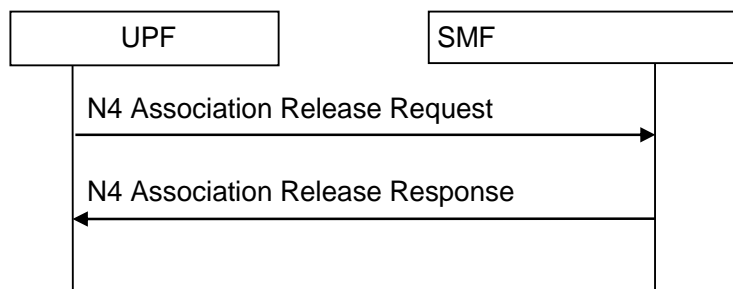 UPF
SMF
N4 Association Release Request
N4 Association Release Response